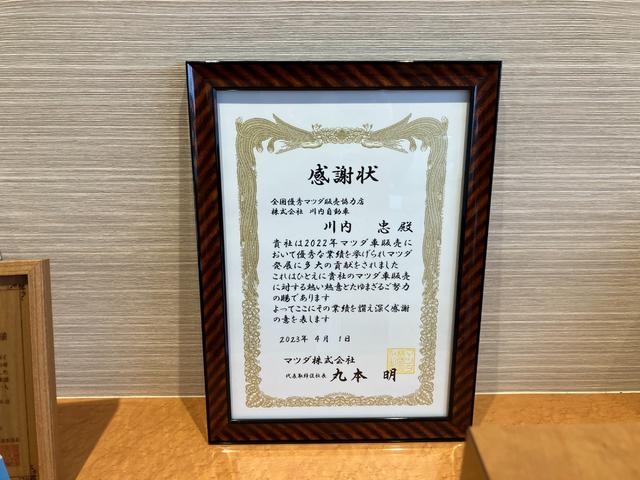 感謝状
全国優秀マツダ販売協力店
株式会社 川内自動車
川内 忠 殿
貴社は2022年マツダ車販売に
おいて優秀な業績を挙げられマツダ
発展に多大の貢献をされました
これはひとえに貴社のマツダ車販売
に対する熱い熱意とたゆまざるご努力
の賜であります
よってここにその業績を讃え深く感謝
の意を表します
2023年 4月 1日
マツダ株式会社
代表取締役社長 丸本 明